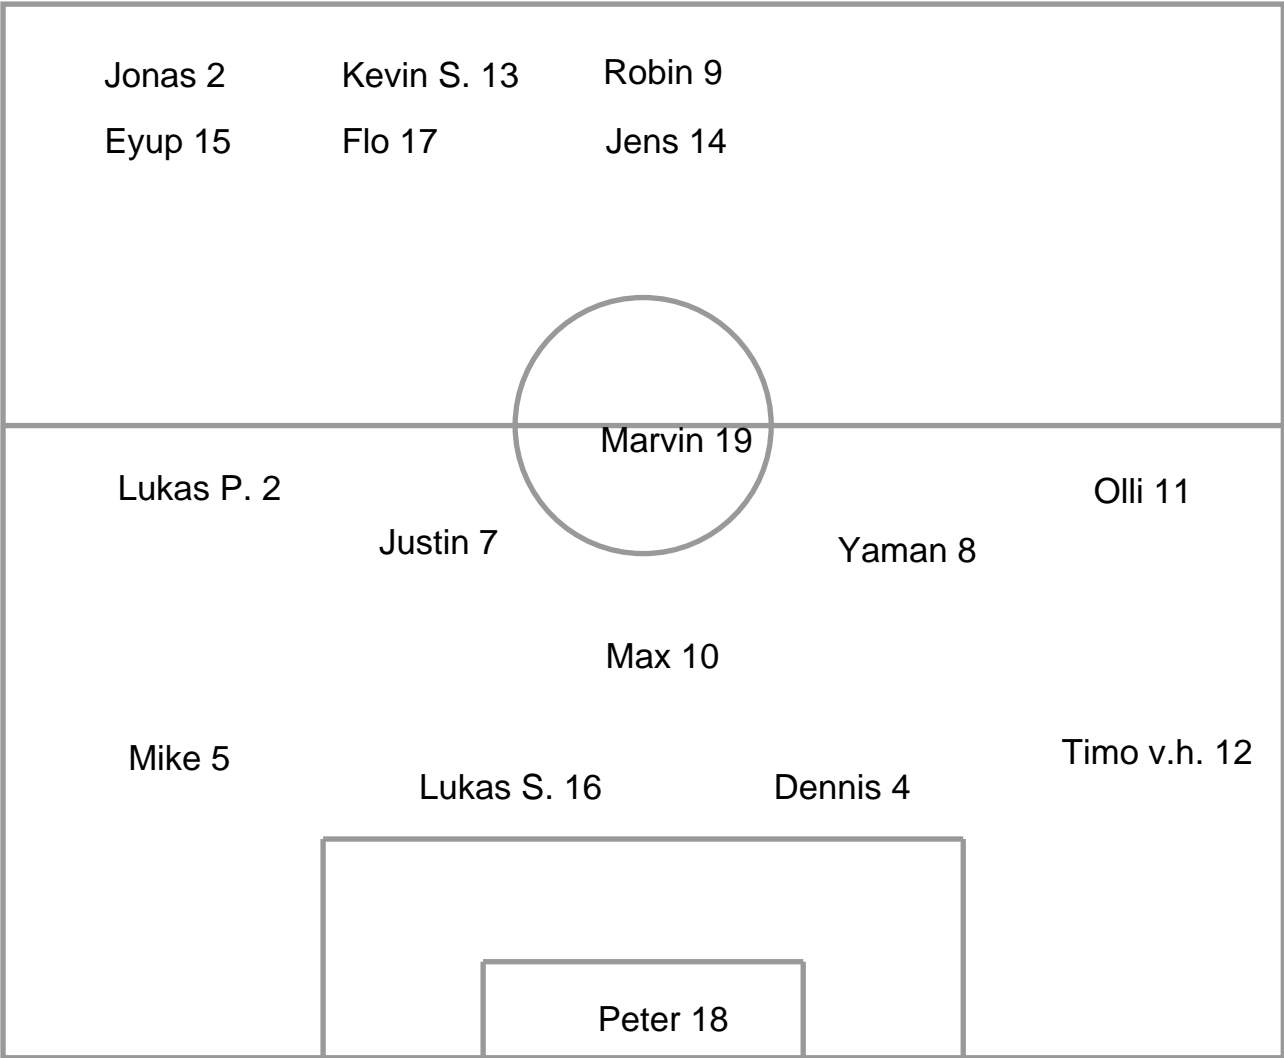 Jonas 2 Kevin S. 13 Robin 9
Eyup 15 Flo 17 Jens 14
Marvin 19
Lukas P. 2 Olli 11
Justin 7 Yaman 8
Max 10
Mike 5 Timo v.h. 12
Lukas S. 16 Dennis 4
Peter 18